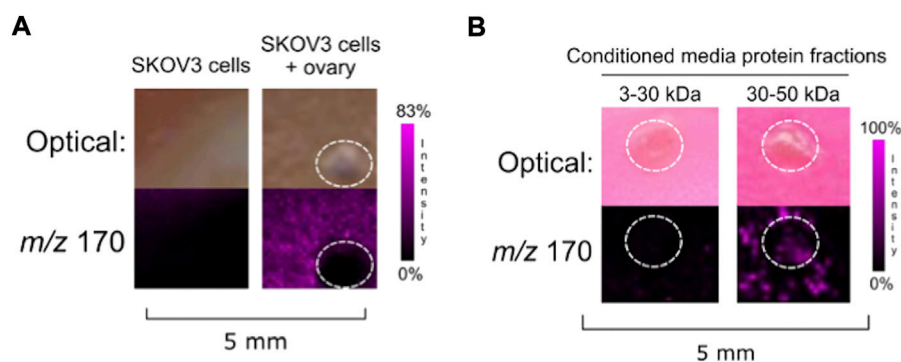 A
SKOV3 cells
SKOV3 cells
+ ovary
Optical:
m/z 170
83%
Intensity
0%
5 mm
B
Conditioned media protein fractions
3-30 kDa
30-50 kDa
Optical:
m/z 170
100%
Intensity
0%
5 mm